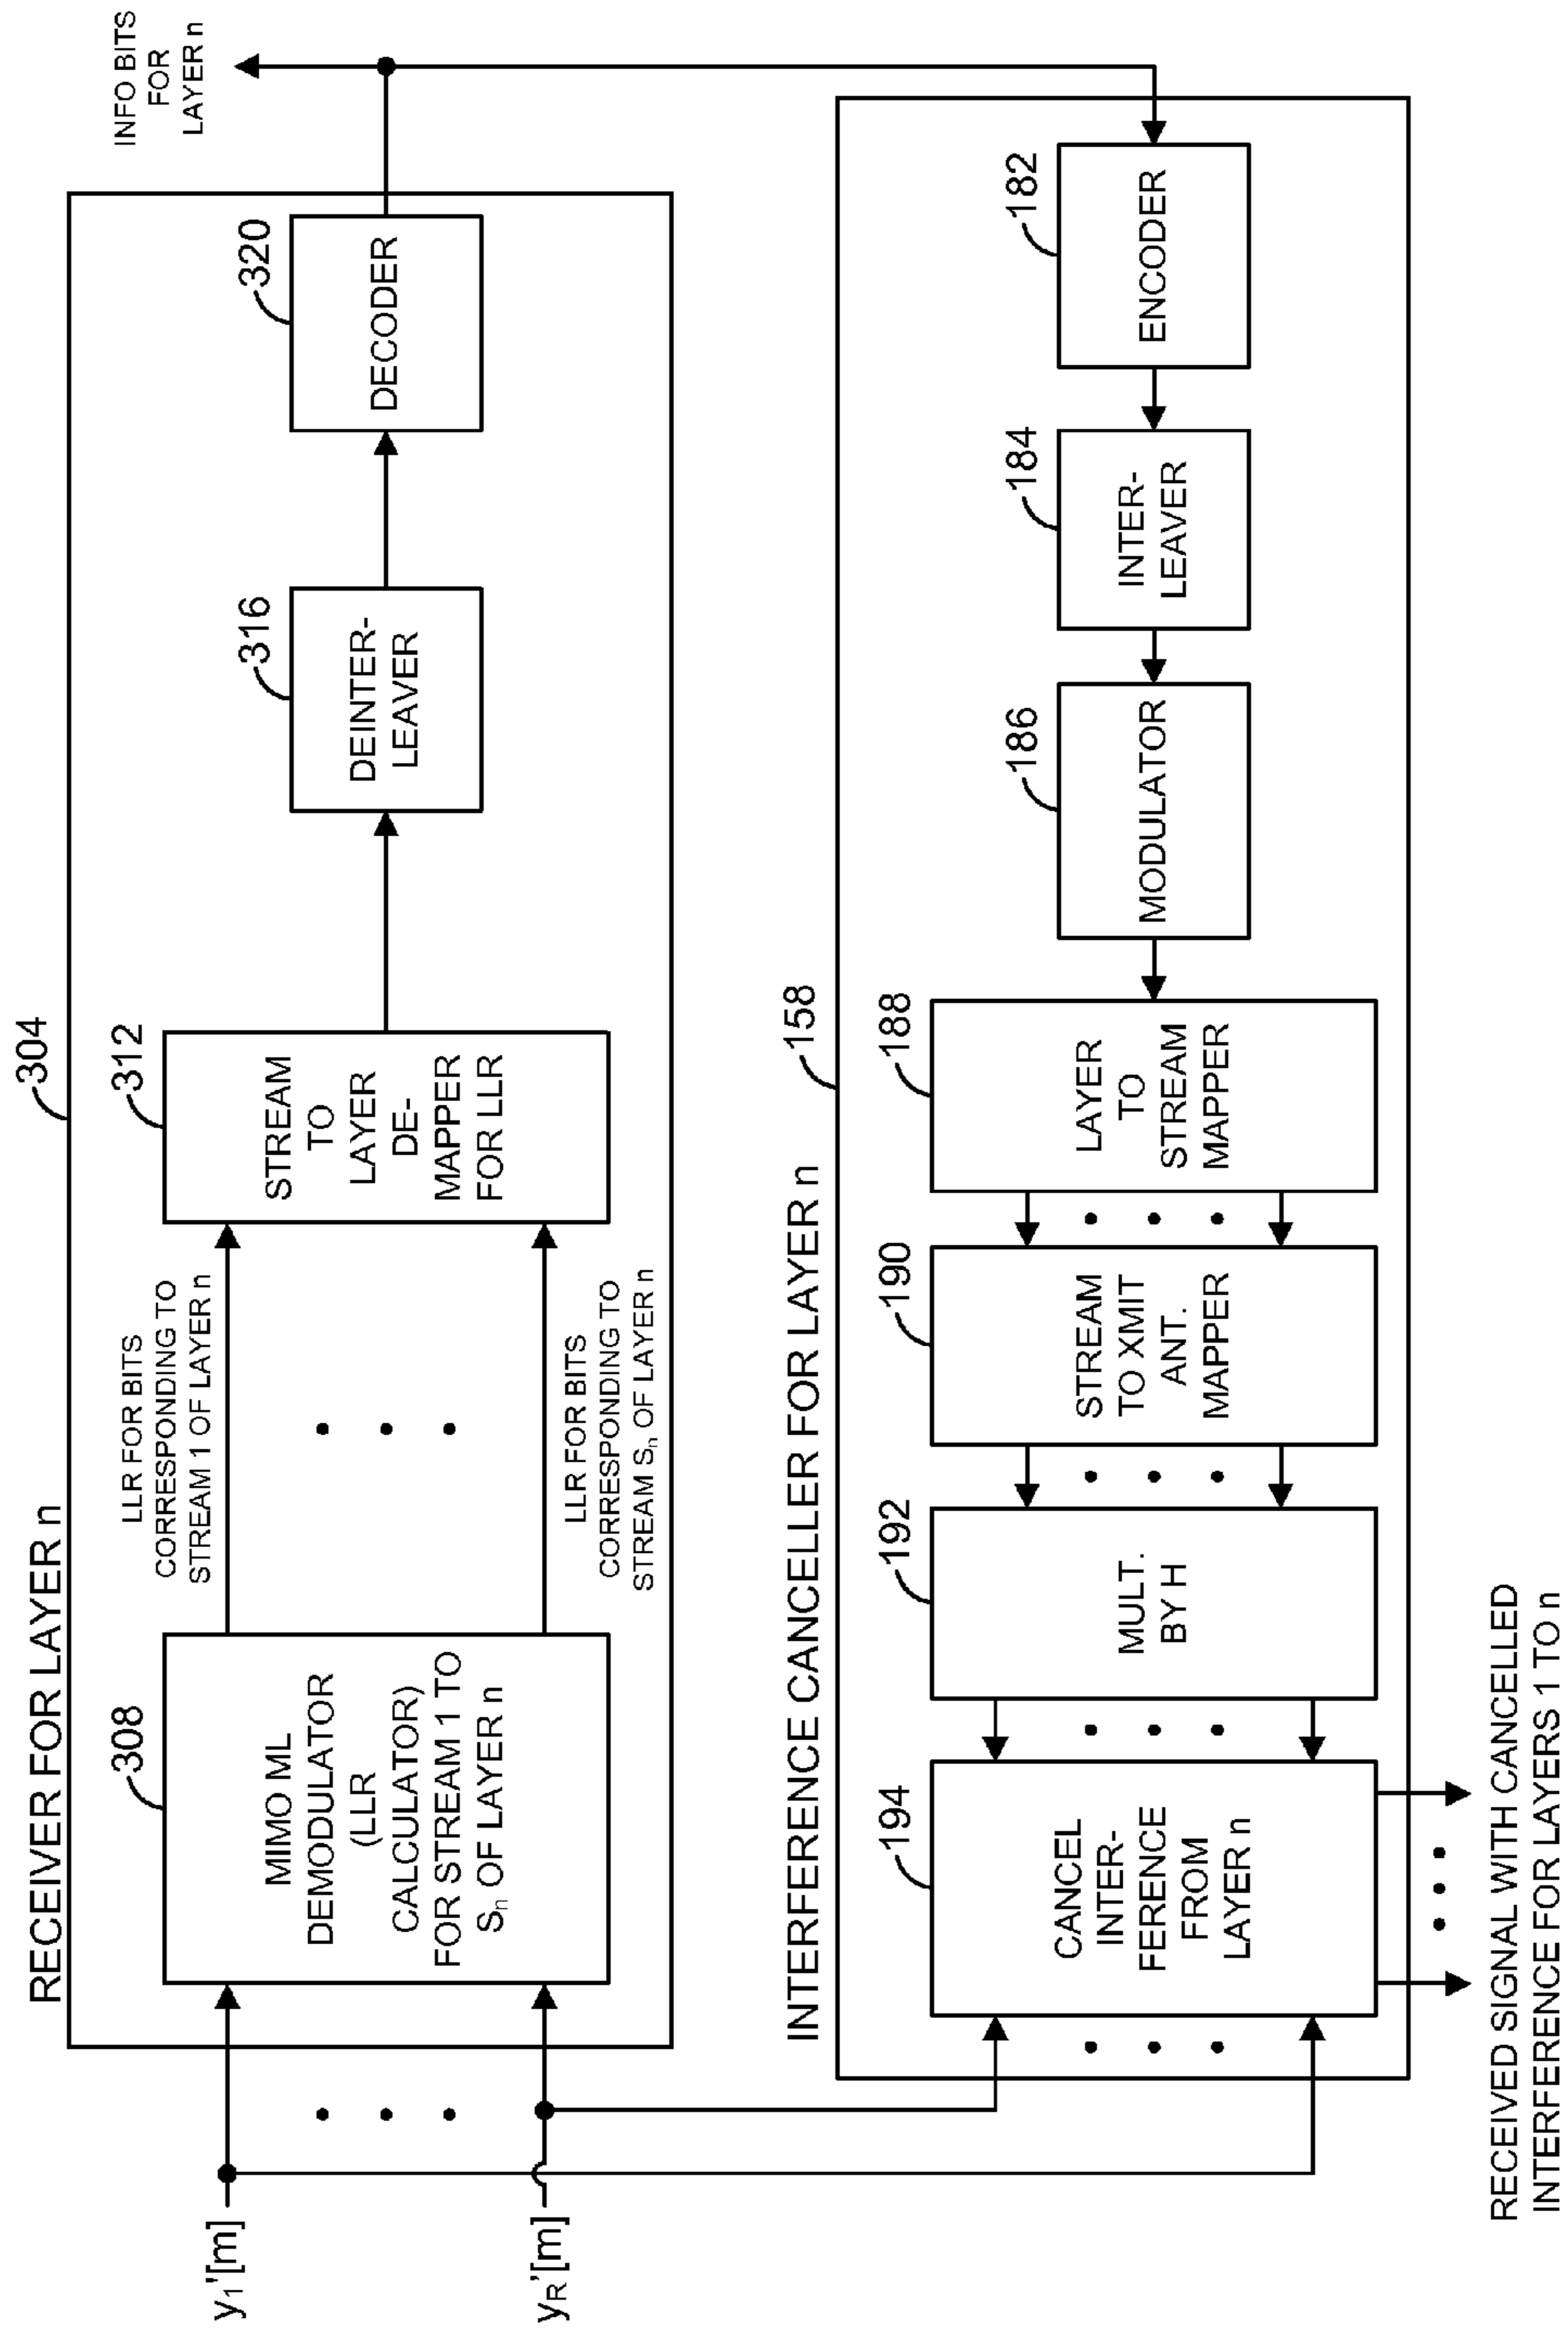 RECEIVER FOR LAYER n
304
y1'[m]
yR'[m]
308
MIMO ML
DEMODULATOR
(LLR
CALCULATOR)
FOR STREAM 1 TO
Sn OF LAYER n
LLR FOR BITS
CORRESPONDING TO
STREAM 1 OF LAYER n
LLR FOR BITS
CORRESPONDING TO
STREAM Sn OF LAYER n
312
STREAM
TO
LAYER
DE-
MAPPER
FOR LLR
316
DEINTER-
LEAVER
320
DECODER
INFO BITS
FOR
LAYER n
INTERFERENCE CANCELLER FOR LAYER n
158
194
CANCEL
INTER-
FERENCE
FROM
LAYER n
192
MULT.
BY H
190
STREAM
TO XMIT
ANT.
MAPPER
188
LAYER
TO
STREAM
MAPPER
186
MODULATOR
184
INTER-
LEAVER
182
ENCODER
RECEIVED SIGNAL WITH CANCELLED
INTERFERENCE FOR LAYERS 1 TO n